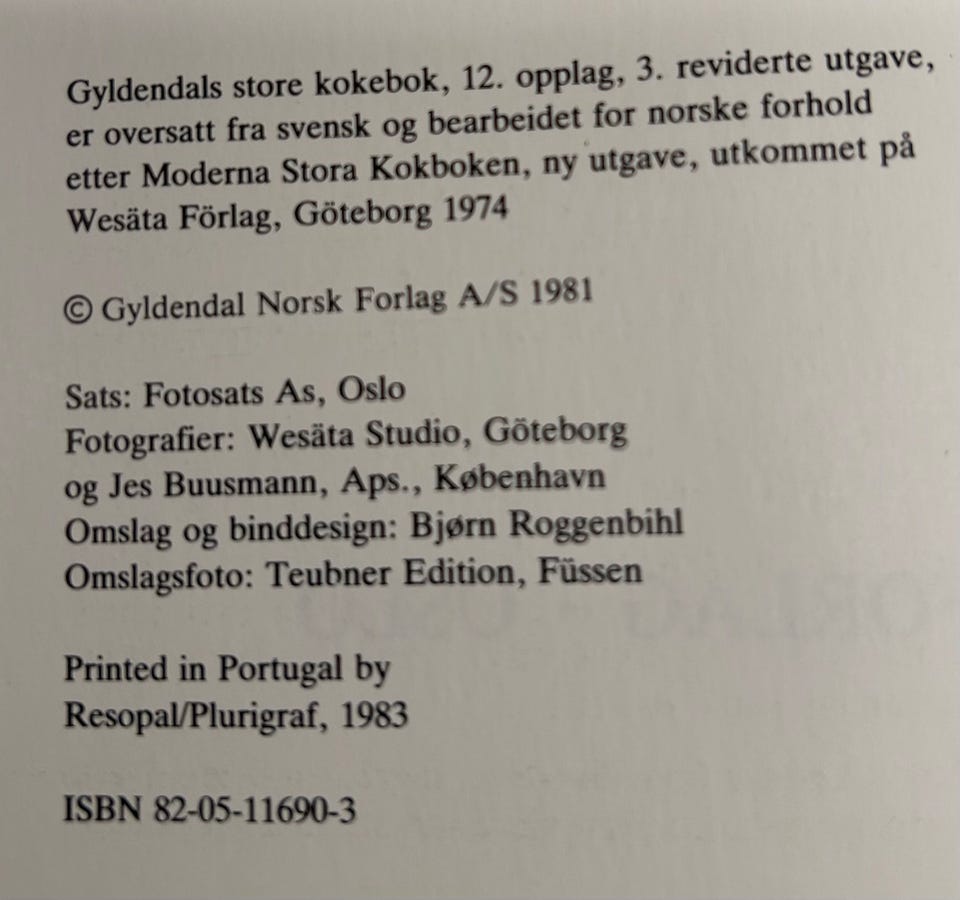 Gyldendals store kokebok, 12. opplag, 3. reviderte utgave,
er oversatt fra svensk og bearbeidet for norske forhold
etter Moderna Stora Kokboken, ny utgave, utkommet på
Wesäta Förlag, Göteborg 1974
© Gyldendal Norsk Forlag A/S 1981
Sats: Fotosats As, Oslo
Fotografier: Wesäta Studio, Göteborg
og Jes Buusmann, Aps., København
Omslag og binddesign: Bjørn Roggenbihl
Omslagsfoto: Teubner Edition, Füssen
Printed in Portugal by
Resopal/Plurigraf, 1983
ISBN 82-05-11690-3